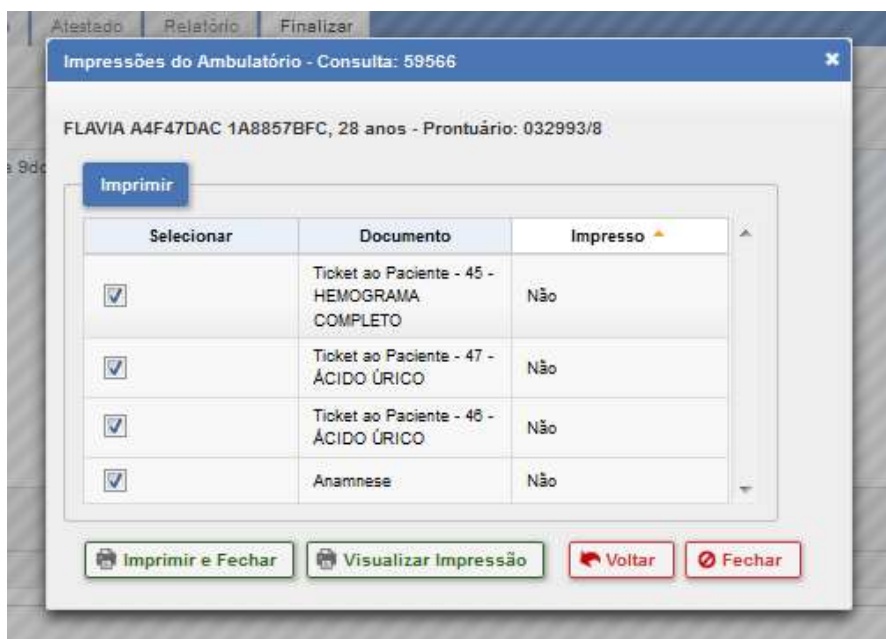 Atestado Relatório Finalizar
Impressões do Ambulatório - Consulta: 59566
FLAVIA A4F47DAC 1A8857BFC, 28 anos - Prontuário: 032993/8
Imprimir
Selecionar Documento Impresso
Ticket ao Paciente - 45 -
HEMOGRAMA
COMPLETO
Não
Ticket ao Paciente - 47 -
ÁCIDO ÚRICO
Não
Ticket ao Paciente - 46 -
ÁCIDO ÚRICO
Não
Anamnese Não
Imprimir e Fechar Visualizar Impressão Voltar Fechar